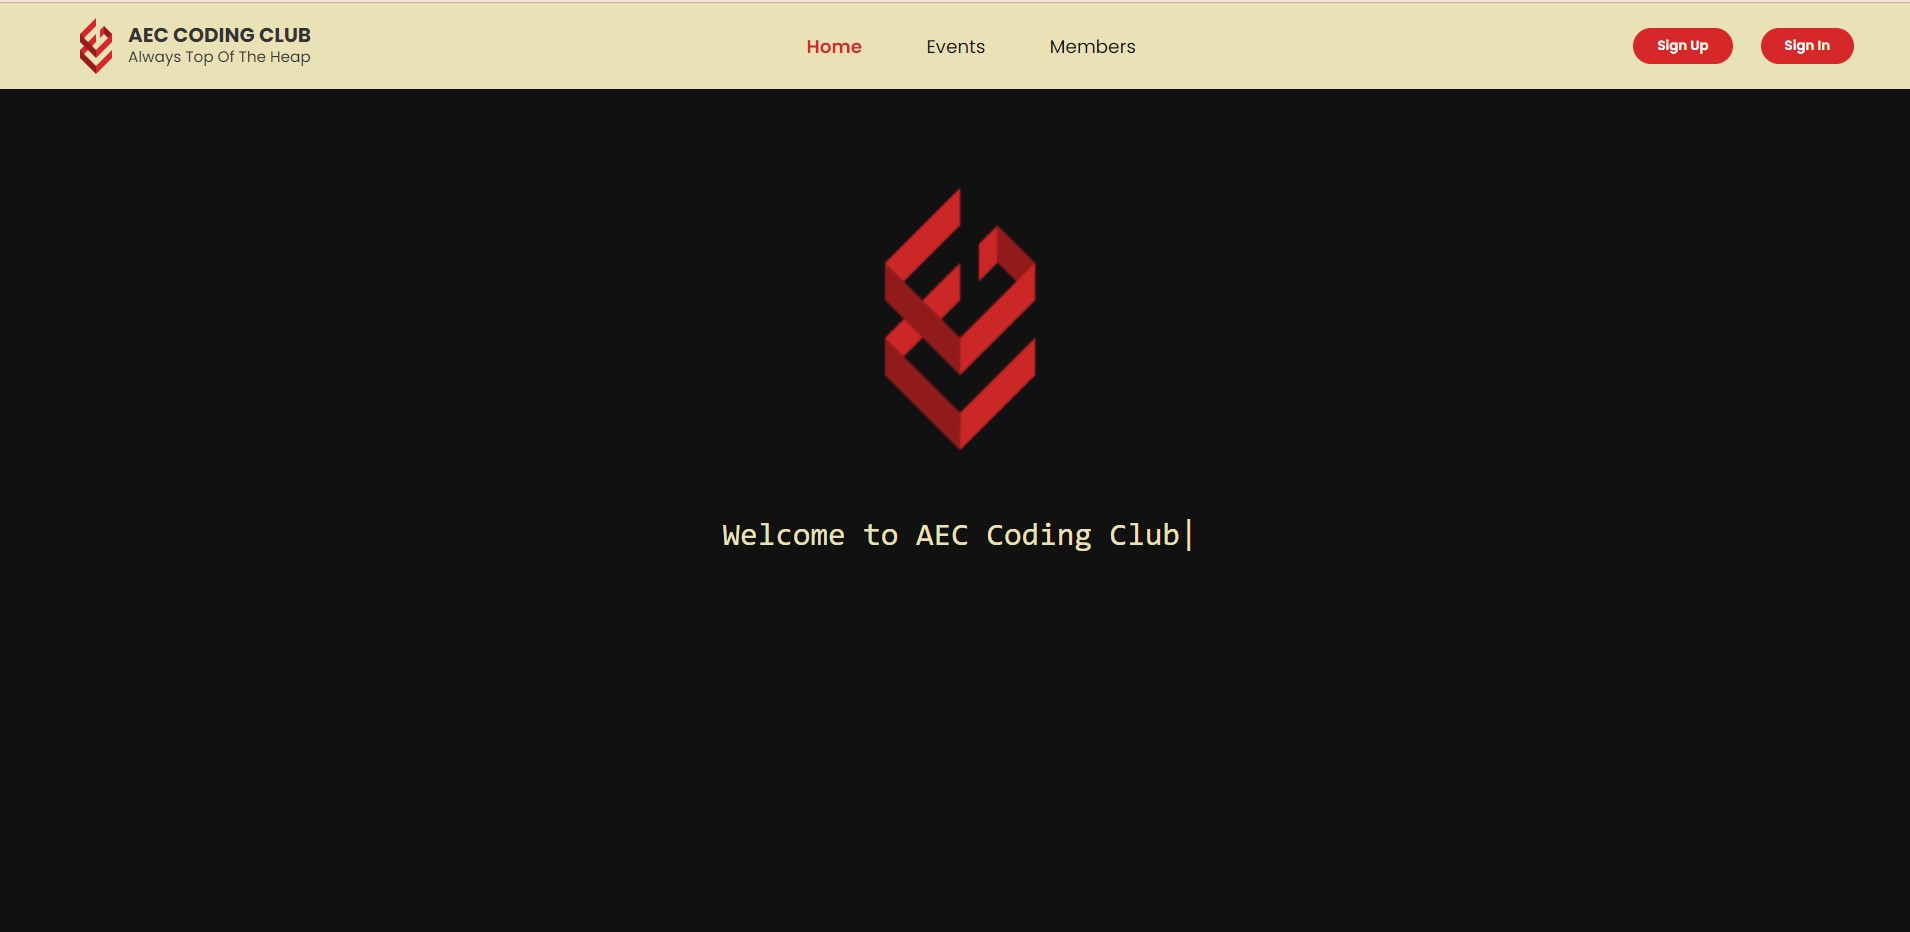 AEC CODING CLUB
Always Top Of The Heap
Home Events Members
Sign Up Sign In
Welcome to AEC Coding Club